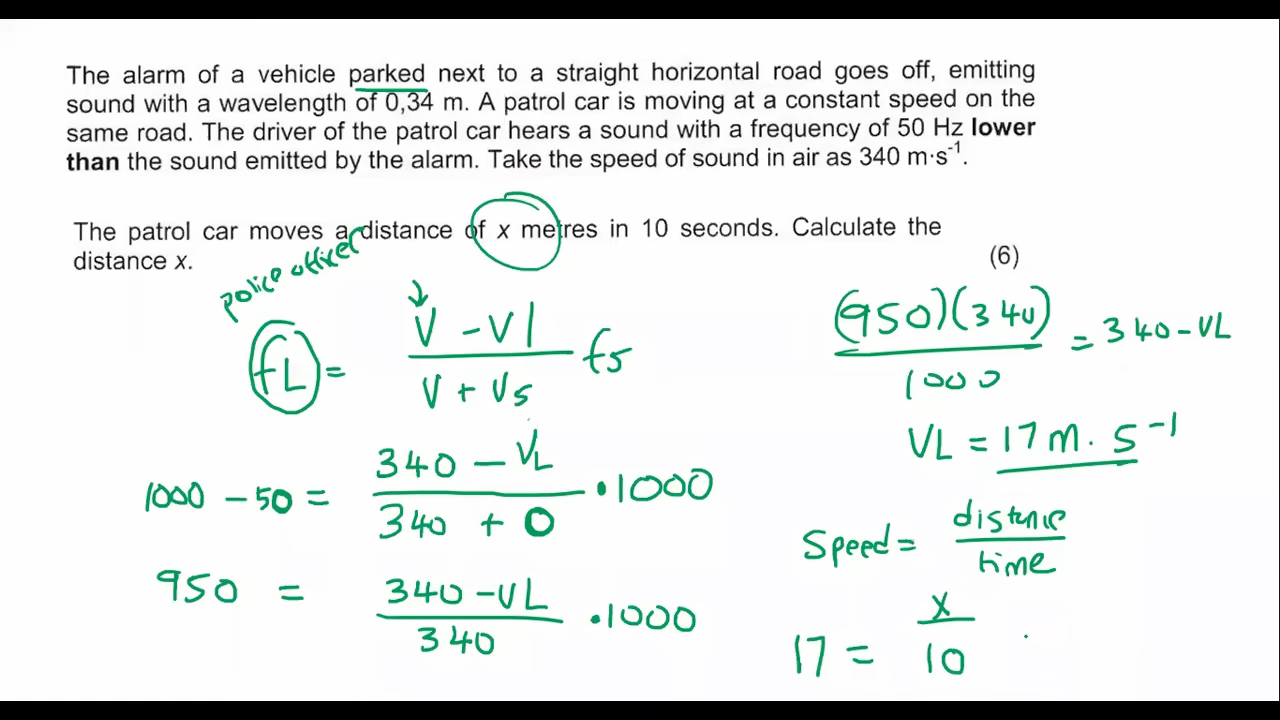 The alarm of a vehicle parked next to a straight horizontal road goes off, emitting
sound with a wavelength of 0,34 m. A patrol car is moving at a constant speed on the
same road. The driver of the patrol car hears a sound with a frequency of 50 Hz lower
than the sound emitted by the alarm. Take the speed of sound in air as 340 m·s⁻¹.
The patrol car moves a distance of x metres in 10 seconds. Calculate the
distance x.
(6)
police officer
fL = (V - Vl)/(V + Vs) fs
1000 - 50 = (340 - VL)/(340 + 0) • 1000
950 = (340 - VL)/340 • 1000
(950)(340)/1000 = 340 - VL
VL = 17 m · s⁻¹
Speed = distance/time
17 = x/10